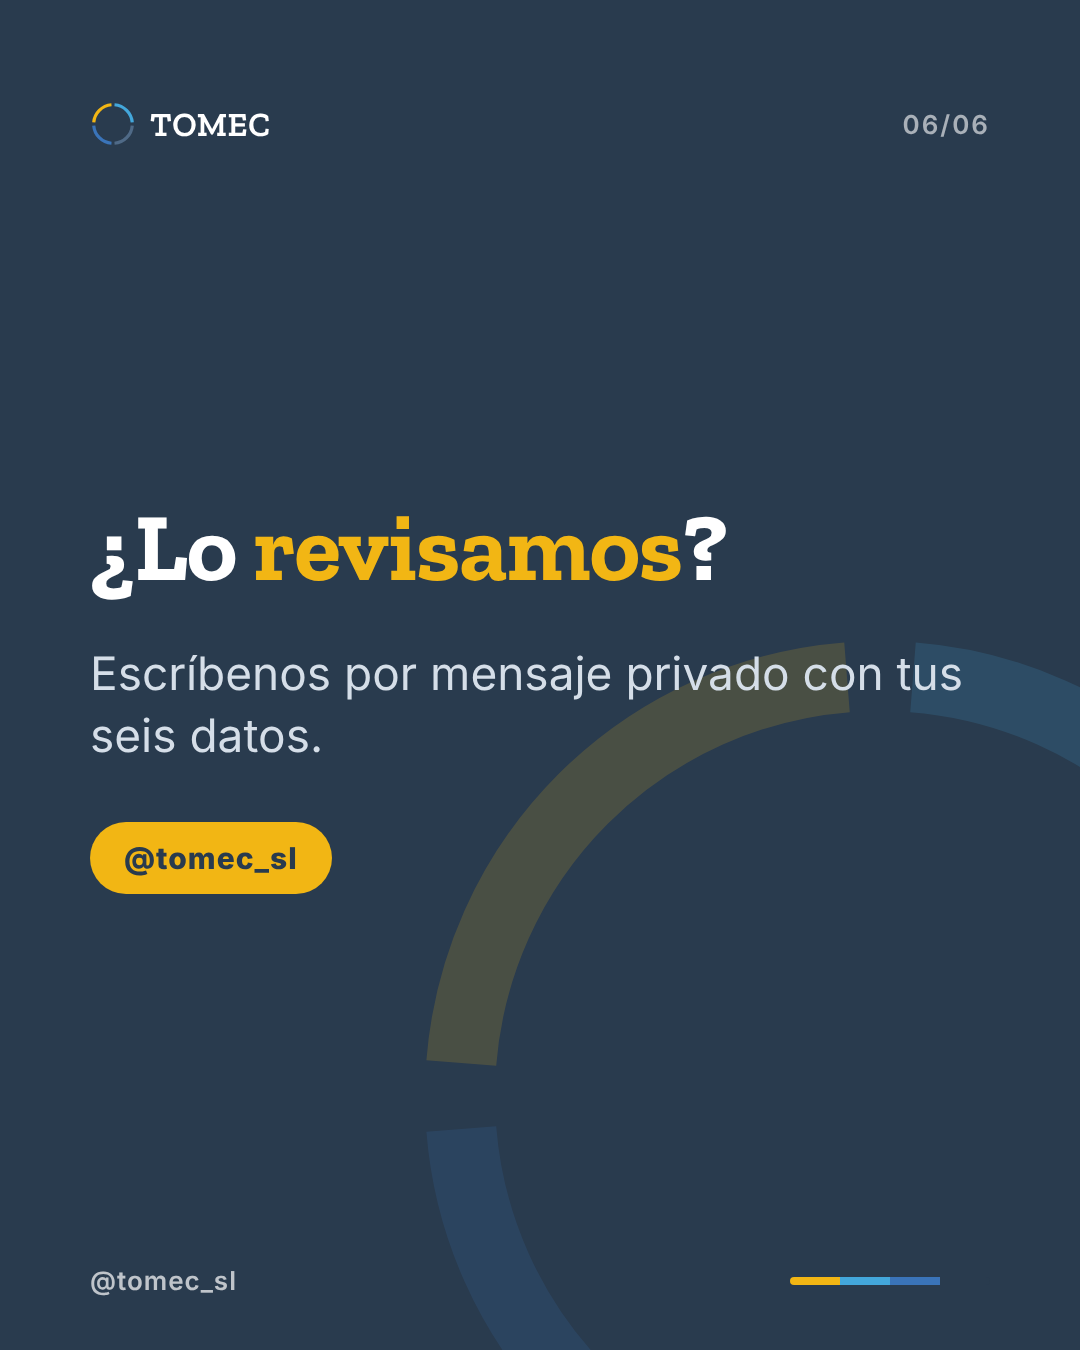 TOMEC
06/06
¿Lo revisamos?
Escríbenos por mensaje privado con tus
seis datos.
@tomec_sl
@tomec_sl